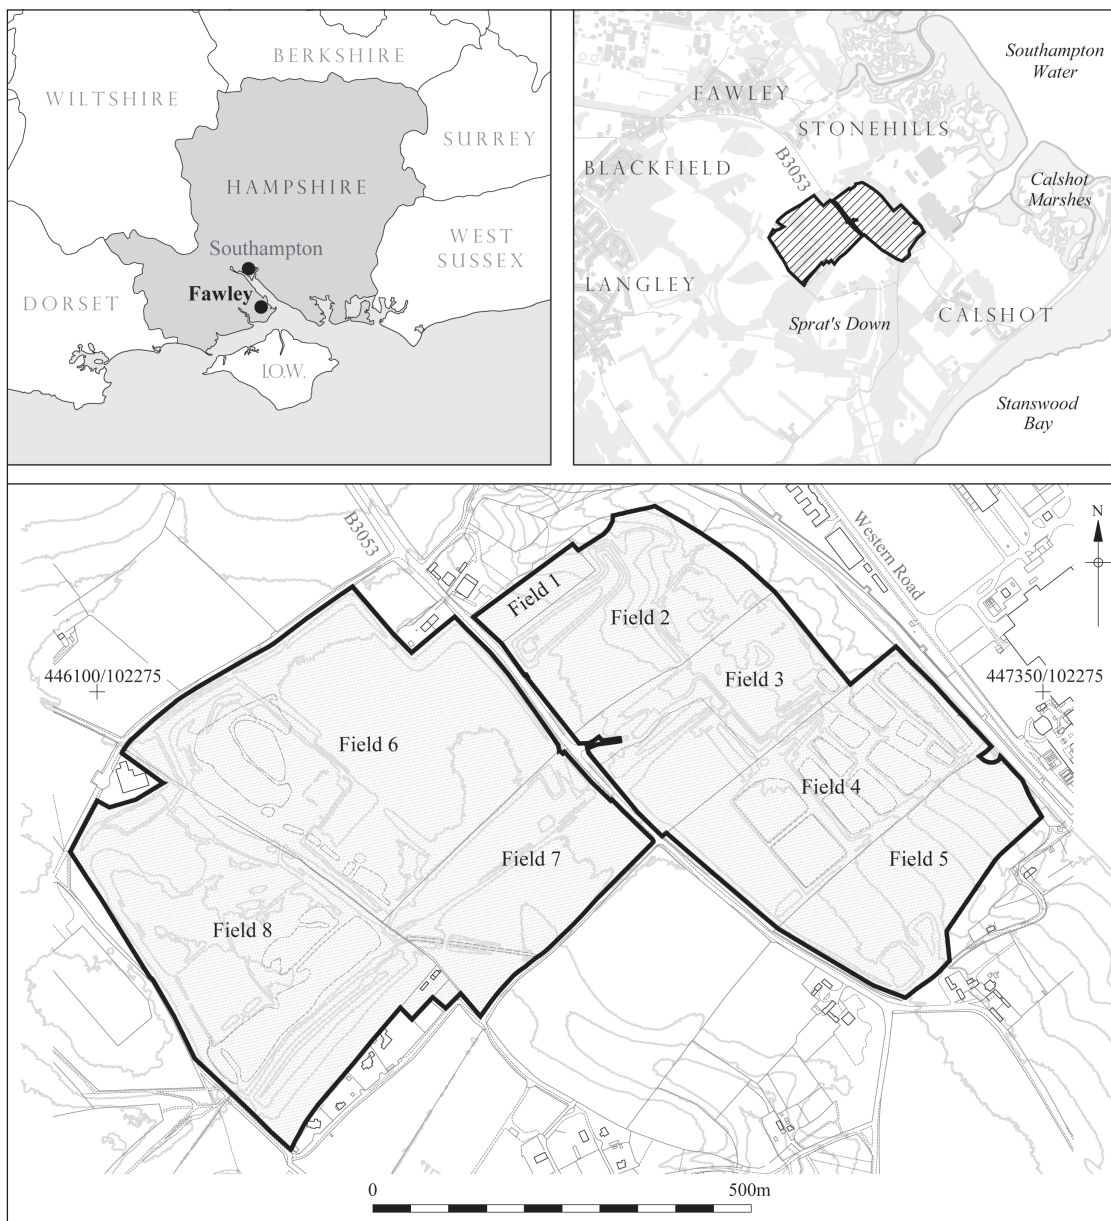 BERKSHIRE
WILTSHIRE
SURREY
HAMPSHIRE
WEST
SUSSEX
Southampton
Fawley
DORSET
I.O.W.
Southampton
Water
FAWLEY
STONEHILLS
B3053
BLACKFIELD
Calshot
Marshes
LANGLEY
CALSHOT
Sprat's Down
Stanswood
Bay
B3053
Western Road
N
Field 1
Field 2
446100/102275
447350/102275
Field 3
Field 6
Field 4
Field 7
Field 5
Field 8
0
500m